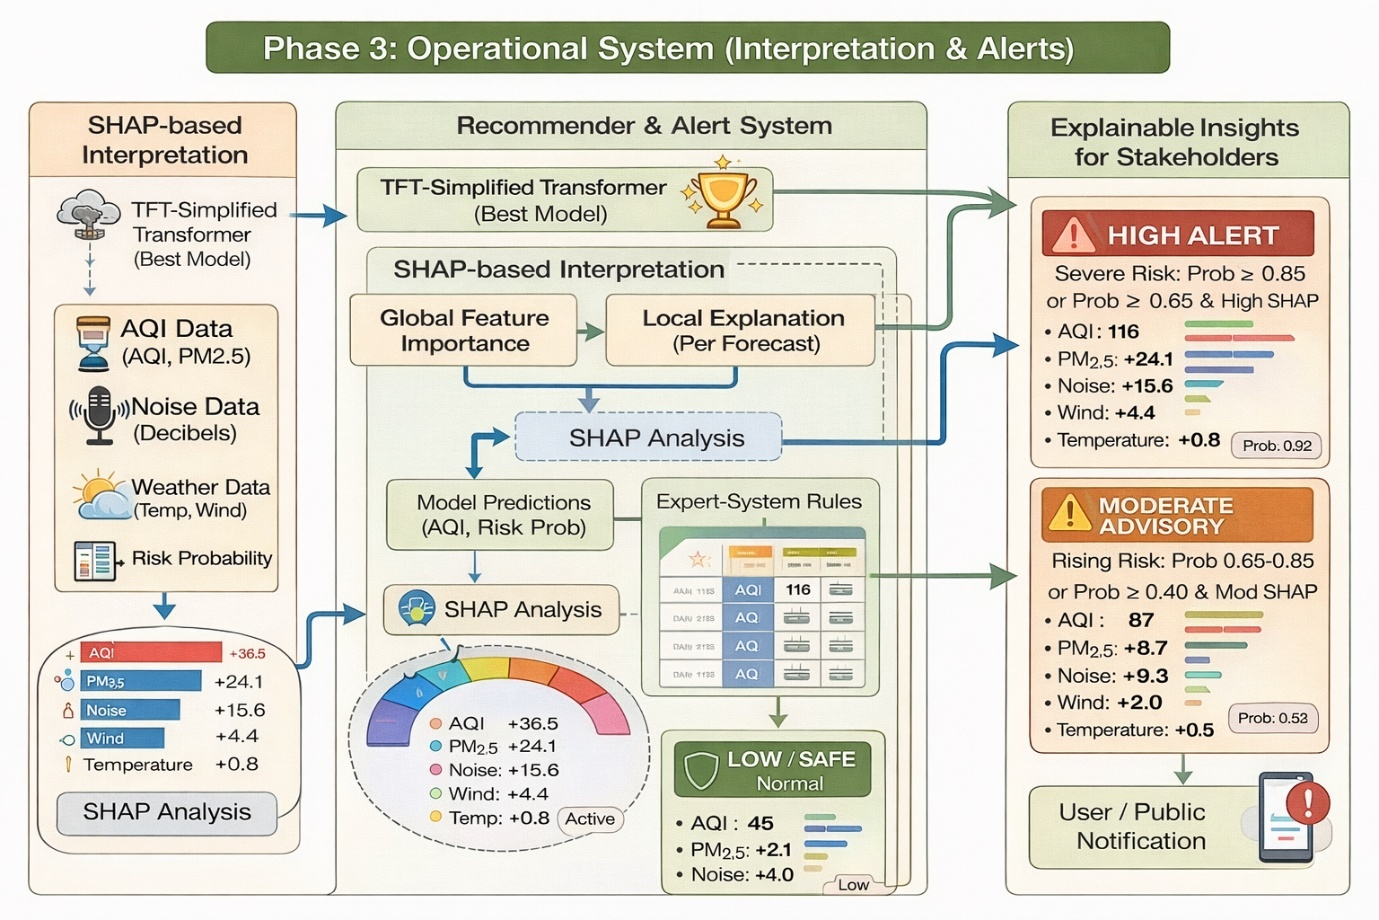 Phase 3: Operational System (Interpretation & Alerts)
SHAP-based
Interpretation
TFT-Simplified
Transformer
(Best Model)
AQI Data
(AQI, PM2.5)
Noise Data
(Decibels)
Weather Data
(Temp, Wind)
Risk Probability
+ AQI +36.5
PM3,5 +24.1
Noise +15.6
Wind +4.4
Temperature +0.8
SHAP Analysis
Recommender & Alert System
TFT-Simplified Transformer
(Best Model)
SHAP-based Interpretation
Global Feature
Importance
Local Explanation
(Per Forecast)
SHAP Analysis
Model Predictions
(AQI, Risk Prob)
SHAP Analysis
AQI +36.5
PM2.5 +24.1
Noise: +15.6
Wind: +4.4
Temp: +0.8
Active
Expert-System Rules
AQI 116
AQ
AQ
AQ
LOW / SAFE
Normal
• AQI : 45
• PM2,5: +2.1
• Noise: +4.0
Low
Explainable Insights
for Stakeholders
HIGH ALERT
Severe Risk: Prob ≥ 0.85
or Prob ≥ 0.65 & High SHAP
• AQI : 116
• PM2,5: +24.1
• Noise: +15.6
• Wind: +4.4
• Temperature: +0.8
Prob: 0.92
MODERATE
ADVISORY
Rising Risk: Prob 0.65-0.85
or Prob ≥ 0.40 & Mod SHAP
• AQI : 87
• PM2,5: +8.7
• Noise: +9.3
• Wind: +2.0
• Temperature: +0.5
Prob: 0.52
User / Public
Notification